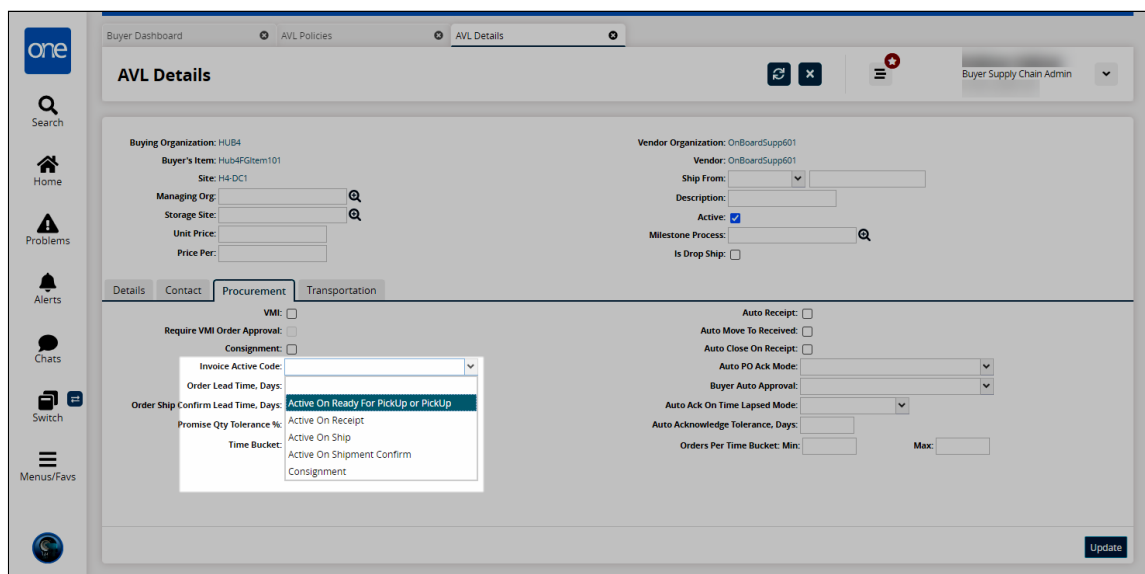 one
Buyer Dashboard
AVL Policies
AVL Details
AVL Details
Buyer Supply Chain Admin
Search
Home
Problems
Alerts
Chats
Switch
Menus/Favs
Buying Organization: HUB4
Buyer's Item: Hub4FGItem101
Site: H4-DC1
Managing Org:
Storage Site:
Unit Price:
Price Per:
Vendor Organization: OnBoardSupp601
Vendor: OnBoardSupp601
Ship From:
Description:
Active:
Milestone Process:
Is Drop Ship:
Details Contact Procurement Transportation
VMI:
Require VMI Order Approval:
Consignment:
Invoice Active Code:
Order Lead Time, Days:
Order Ship Confirm Lead Time, Days:
Promise Qty Tolerance %:
Time Bucket:
Active On Ready For PickUp or PickUp
Active On Receipt
Active On Ship
Active On Shipment Confirm
Consignment
Auto Receipt:
Auto Move To Received:
Auto Close On Receipt:
Auto PO Ack Mode:
Buyer Auto Approval:
Auto Ack On Time Lapsed Mode:
Auto Acknowledge Tolerance, Days:
Orders Per Time Bucket: Min: Max:
Update